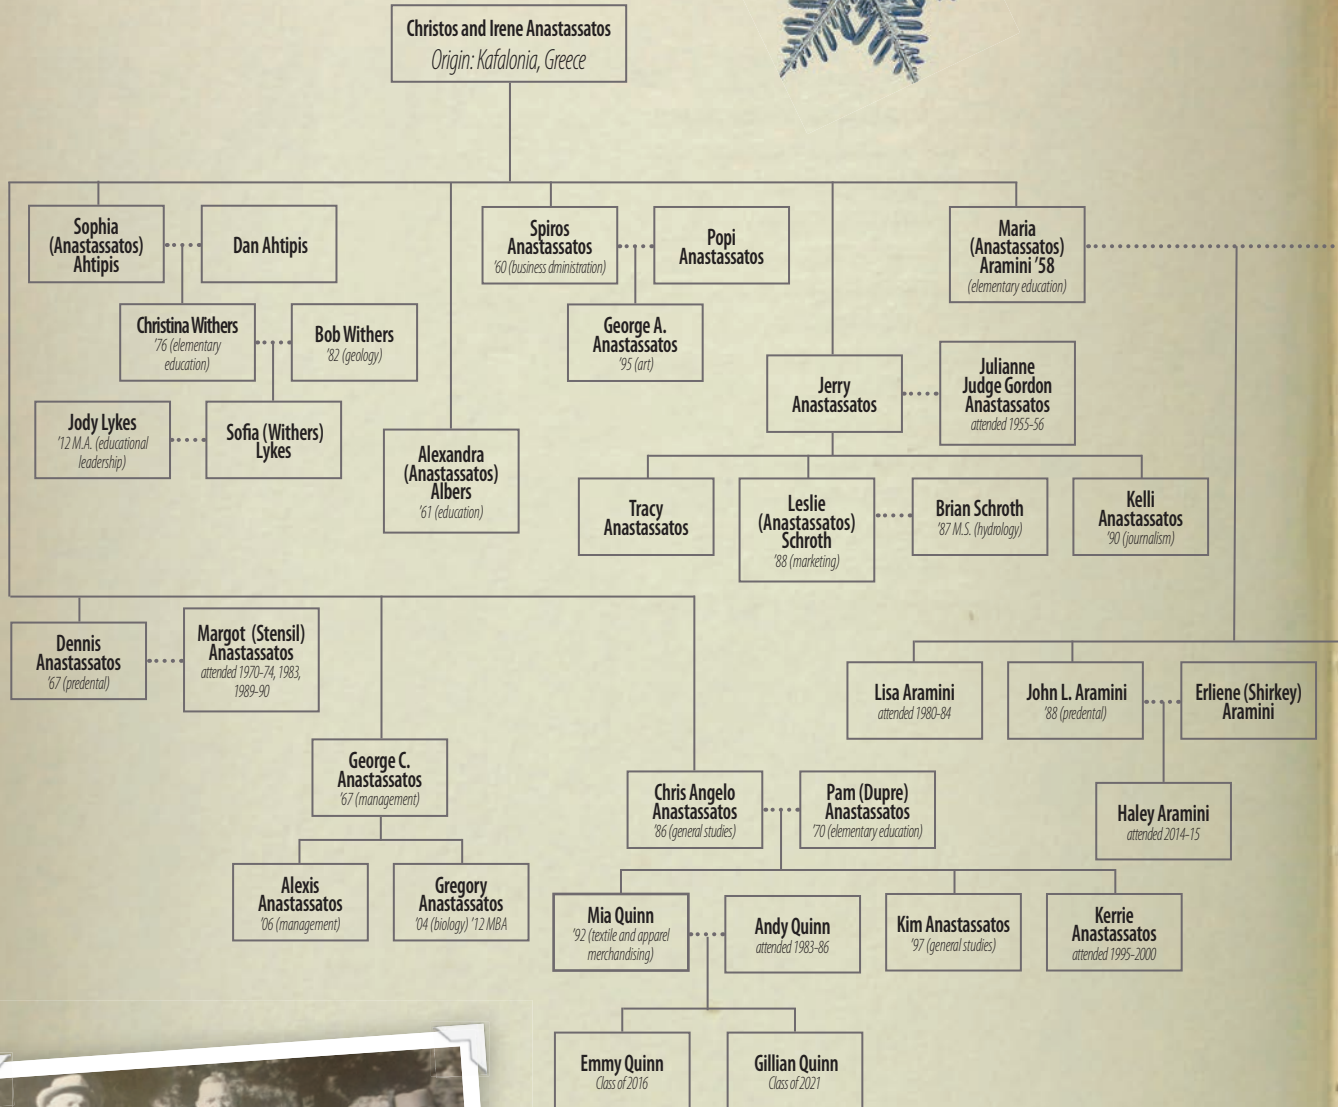 Christos and Irene Anastassatos
Origin: Kafalonia, Greece
Sophia
(Anastassatos)
Ahtipis
Dan Ahtipis
Spiros
Anastassatos
'60 (business dministration)
Popi
Anastassatos
Maria
(Anastassatos)
Aramini '58
(elementary education)
Christina Withers
'76 (elementary
education)
Bob Withers
'82 (geology)
George A.
Anastassatos
'95 (art)
Jerry
Anastassatos
Julianne
Judge Gordon
Anastassatos
attended 1955-56
Jody Lykes
'12 M.A. (educational
leadership)
Sofia (Withers)
Lykes
Alexandra
(Anastassatos)
Albers
'61 (education)
Tracy
Anastassatos
Leslie
(Anastassatos)
Schroth
'88 (marketing)
Brian Schroth
'87 M.S. (hydrology)
Kelli
Anastassatos
'90 (journalism)
Dennis
Anastassatos
'67 (predental)
Margot (Stensil)
Anastassatos
attended 1970-74, 1983,
1989-90
Lisa Aramini
attended 1980-84
John L. Aramini
'88 (predental)
Erliene (Shirkey)
Aramini
George C.
Anastassatos
'67 (management)
Chris Angelo
Anastassatos
'86 (general studies)
Pam (Dupre)
Anastassatos
'70 (elementary education)
Haley Aramini
attended 2014-15
Alexis
Anastassatos
'06 (management)
Gregory
Anastassatos
'04 (biology) '12 MBA
Mia Quinn
'92 (textile and apparel
merchandising)
Andy Quinn
attended 1983-86
Kim Anastassatos
'97 (general studies)
Kerrie
Anastassatos
attended 1995-2000
Emmy Quinn
Class of 2016
Gillian Quinn
Class of 2021